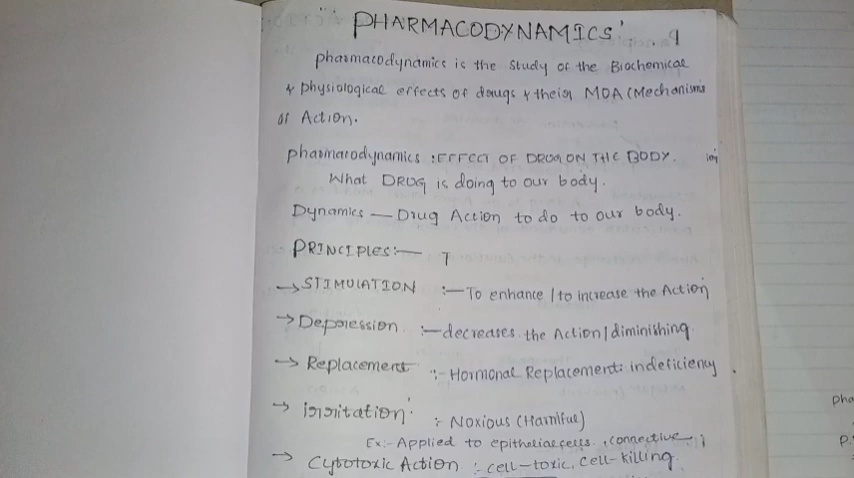 "PHARMACODYNAMICS'
pharmacodynamics is the study of the Biochemical
& physiological effects of drugs & their MOA (Mechanisms
of Action.
pharmacodynamics : EFFECT OF DRUG ON THE BODY.
What DRUG is doing to our body.
Dynamics — Drug Action to do to our body.
PRINCIPLES:—
→ STIMULATION :— To enhance / to increase the Action
→ Depression :— decreases the Action / diminishing
→ Replacement :- Hormonal Replacement: in deficiency
→ irritation :- Noxious (Harmful)
Ex:- Applied to epithelial cells, connective
→ Cytotoxic Action :- cell-toxic, cell-killing.
pha
p.